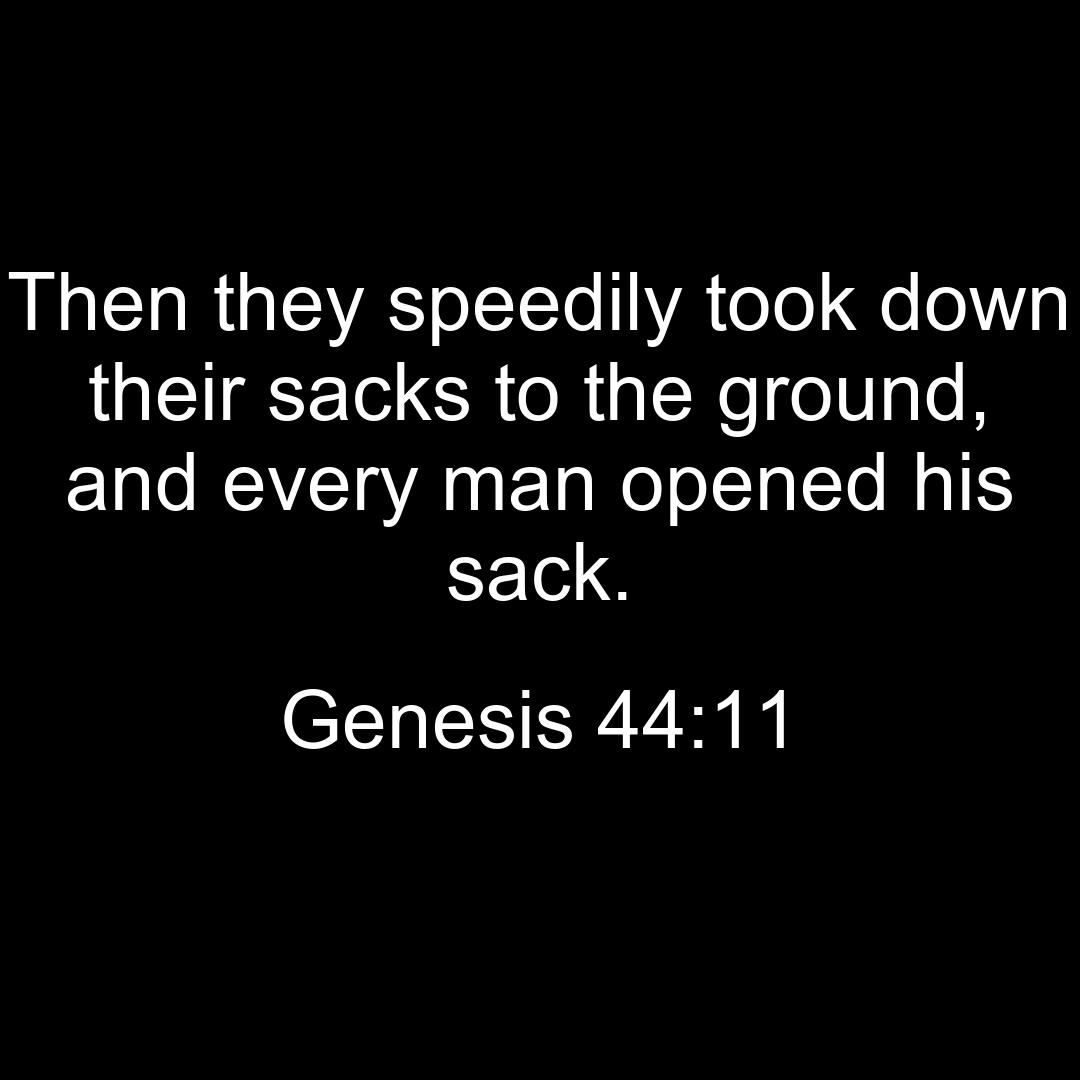 Then they speedily took down
their sacks to the ground,
and every man opened his
sack.
Genesis 44:11